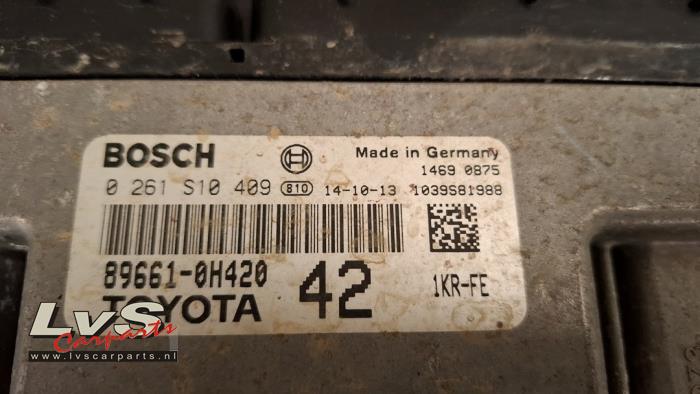 BOSCH Made in Germany
1469 0875
0 261 S10 409 810 14-10-13 1039S81988
89661-0H420 42 1KR-FE
TOYOTA
LvS
Carparts
www.lvscarparts.nl